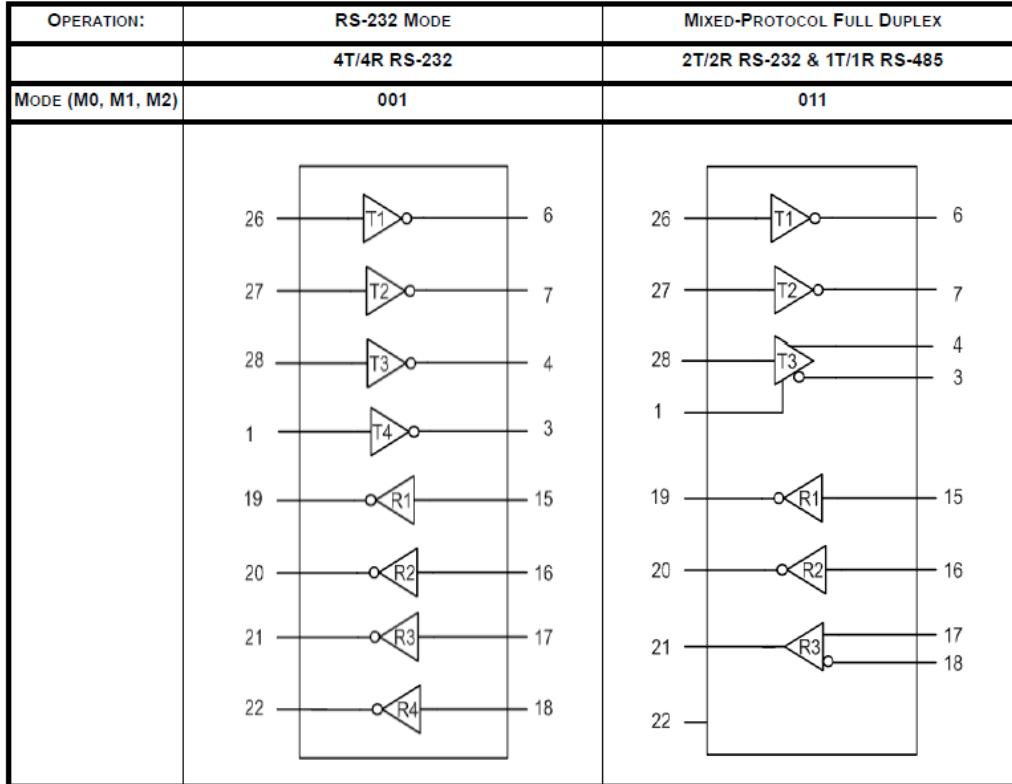 OPERATION: RS-232 MODE MIXED-PROTOCOL FULL DUPLEX
4T/4R RS-232 2T/2R RS-232 & 1T/1R RS-485
MODE (M0, M1, M2) 001 011
26 T1 6 26 T1 6
27 T2 7 27 T2 7
28 T3 4 28 T3 4
3
1 T4 3 1
19 R1 15 19 R1 15
20 R2 16 20 R2 16
21 R3 17 21 R3 17
18
22 R4 18 22